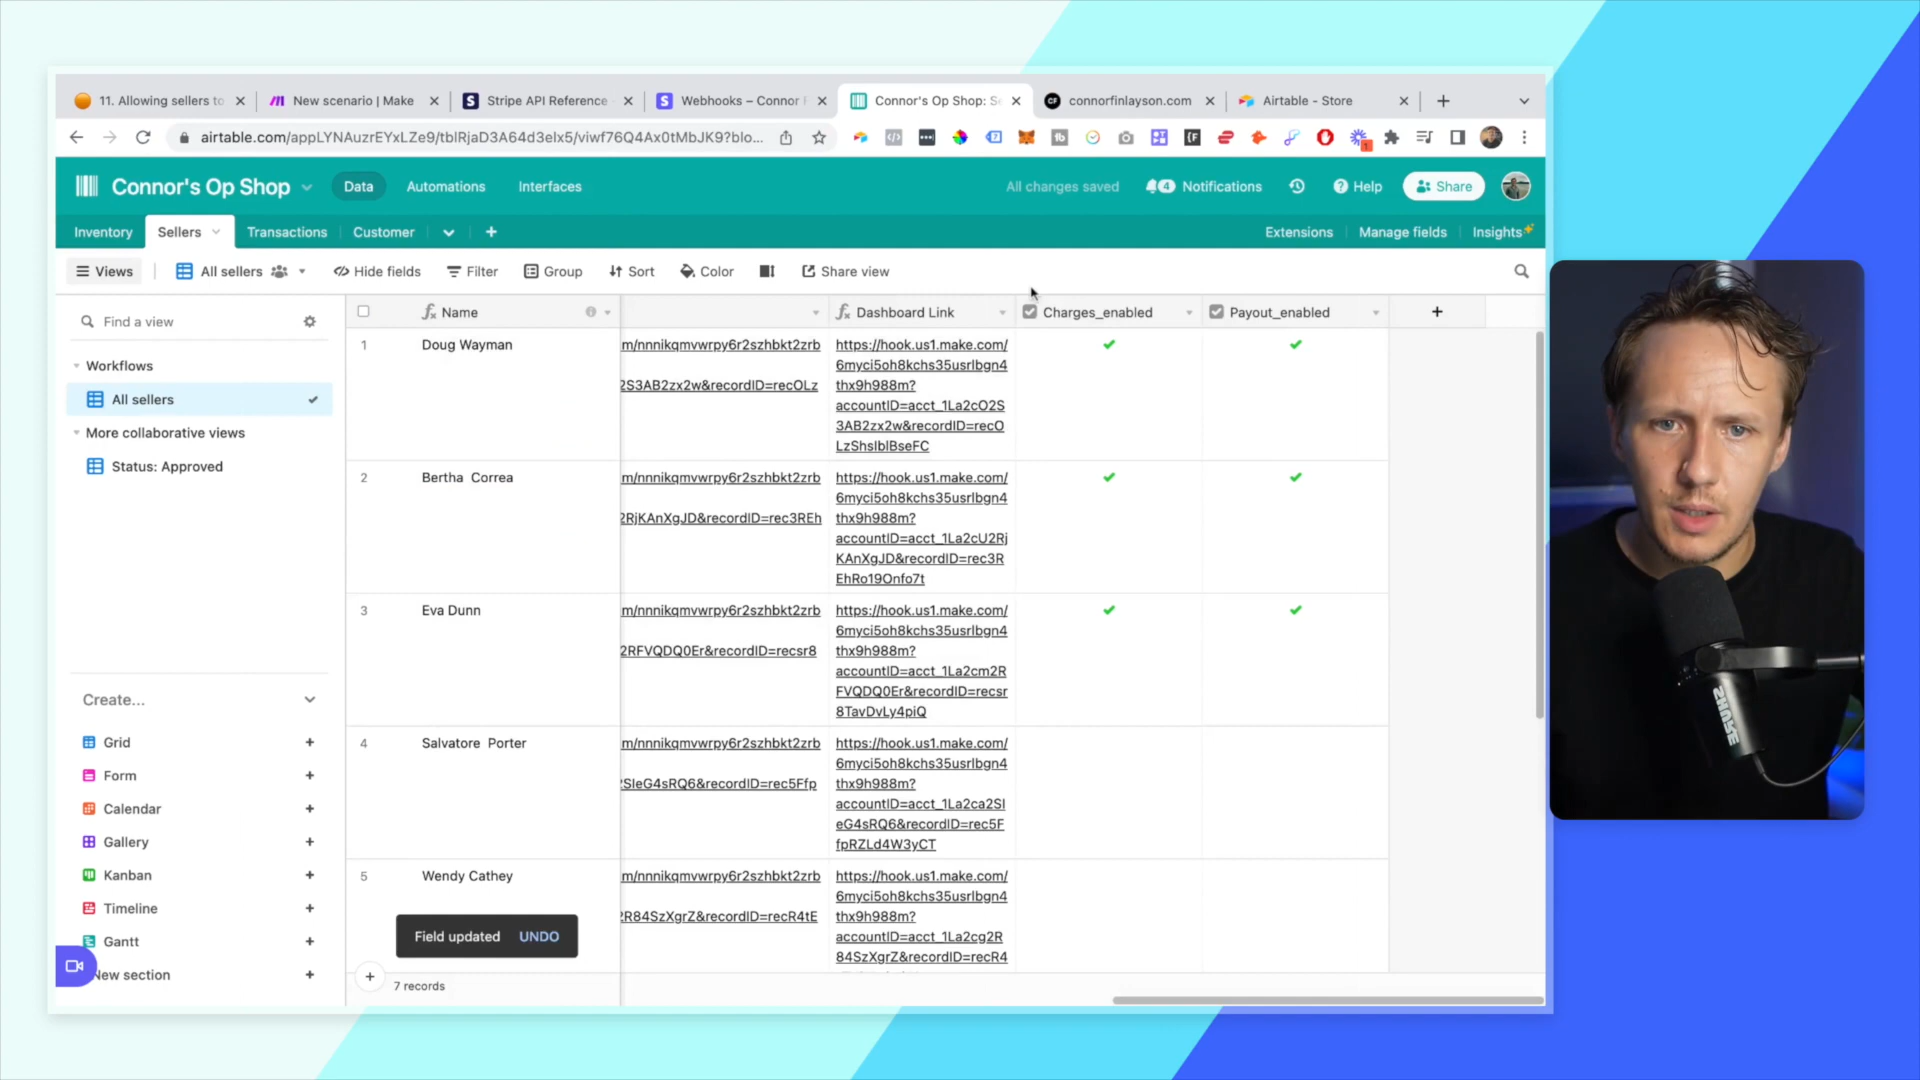 11. Allowing sellers to
New scenario | Make
Stripe API Reference
Webhooks – Connor
Connor's Op Shop: Se
connorfinlayson.com
Airtable - Store
airtable.com/appLYNAuzrEYxLZe9/tblRjaD3A64d3elx5/viwf76Q4Ax0tMbJK9?blo...
Connor's Op Shop
Data
Automations
Interfaces
All changes saved
4
Notifications
Help
Share
Inventory
Sellers
Transactions
Customer
Extensions
Manage fields
Insights
Views
All sellers
Hide fields
Filter
Group
Sort
Color
Share view
Find a view
Workflows
All sellers
More collaborative views
Status: Approved
Create...
Grid
Form
Calendar
Gallery
Kanban
Timeline
Gantt
New section
Name
Dashboard Link
Charges_enabled
Payout_enabled
1
Doug Wayman
m/nnnikqmvwrpy6r2szhbkt2zrb
2S3AB2zx2w&recordID=recOLz
https://hook.us1.make.com/
6myci5oh8kchs35usrlbgn4
thx9h988m?
accountID=acct_1La2cO2S
3AB2zx2w&recordID=recO
LzShslblBseFC
2
Bertha Correa
m/nnnikqmvwrpy6r2szhbkt2zrb
2RjKAnXgJD&recordID=rec3REh
https://hook.us1.make.com/
6myci5oh8kchs35usrlbgn4
thx9h988m?
accountID=acct_1La2cU2Rj
KAnXgJD&recordID=rec3R
EhRo19Onfo7t
3
Eva Dunn
m/nnnikqmvwrpy6r2szhbkt2zrb
2RFVQDQ0Er&recordID=recsr8
https://hook.us1.make.com/
6myci5oh8kchs35usrlbgn4
thx9h988m?
accountID=acct_1La2cm2R
FVQDQ0Er&recordID=recsr
8TavDvLy4piQ
4
Salvatore Porter
m/nnnikqmvwrpy6r2szhbkt2zrb
2SIeG4sRQ6&recordID=rec5Ffp
https://hook.us1.make.com/
6myci5oh8kchs35usrlbgn4
thx9h988m?
accountID=acct_1La2ca2SI
eG4sRQ6&recordID=rec5F
fpRZLd4W3yCT
5
Wendy Cathey
m/nnnikqmvwrpy6r2szhbkt2zrb
2R84SzXgrZ&recordID=recR4tE
https://hook.us1.make.com/
6myci5oh8kchs35usrlbgn4
thx9h988m?
accountID=acct_1La2cg2R
84SzXgrZ&recordID=recR4
Field updated UNDO
7 records
SHURE